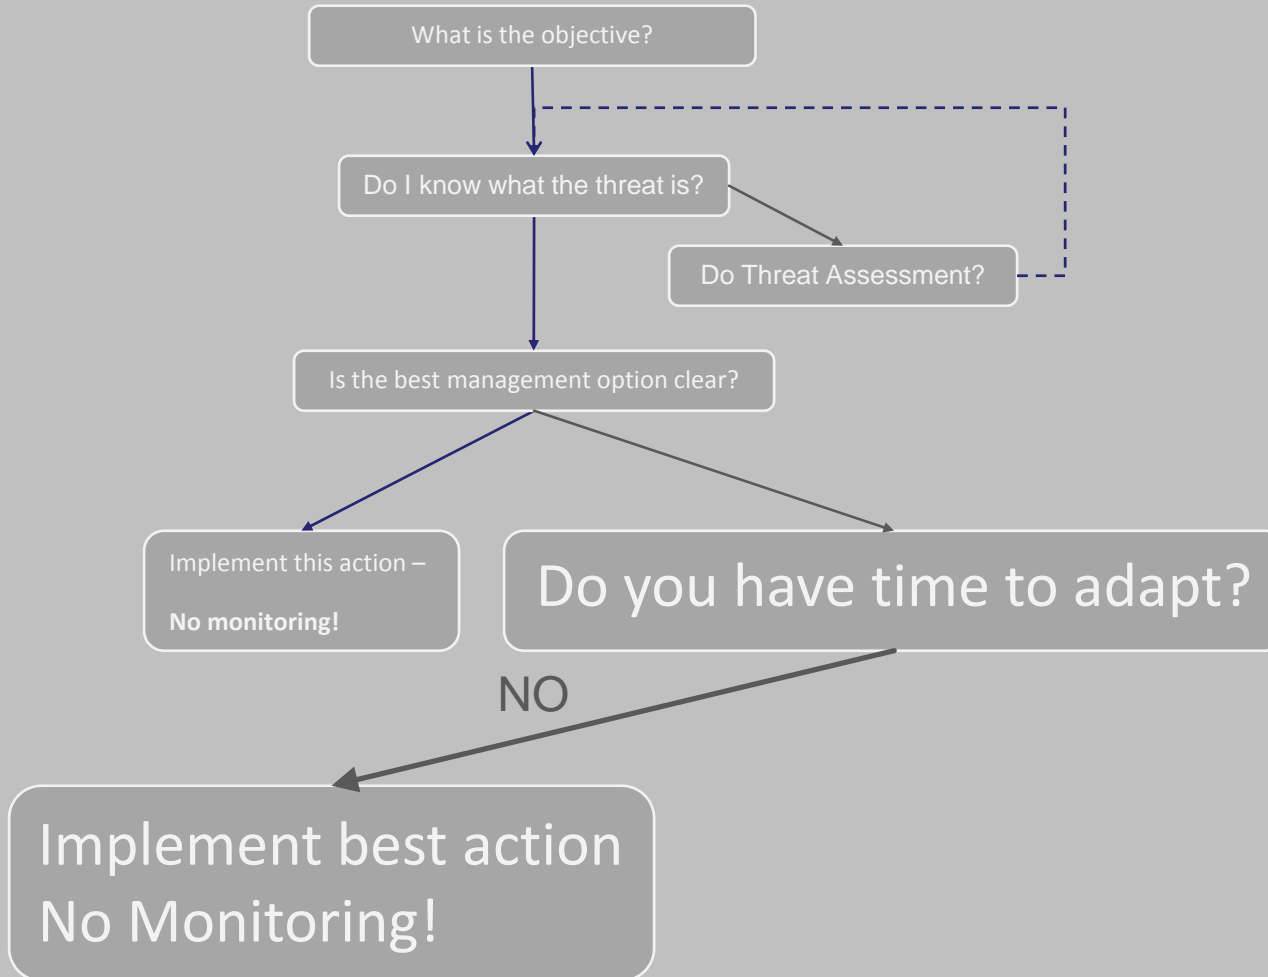 What is the objective?
Do I know what the threat is?
Do Threat Assessment?
Is the best management option clear?
Implement this action –
No monitoring!
Do you have time to adapt?
NO
Implement best action
No Monitoring!